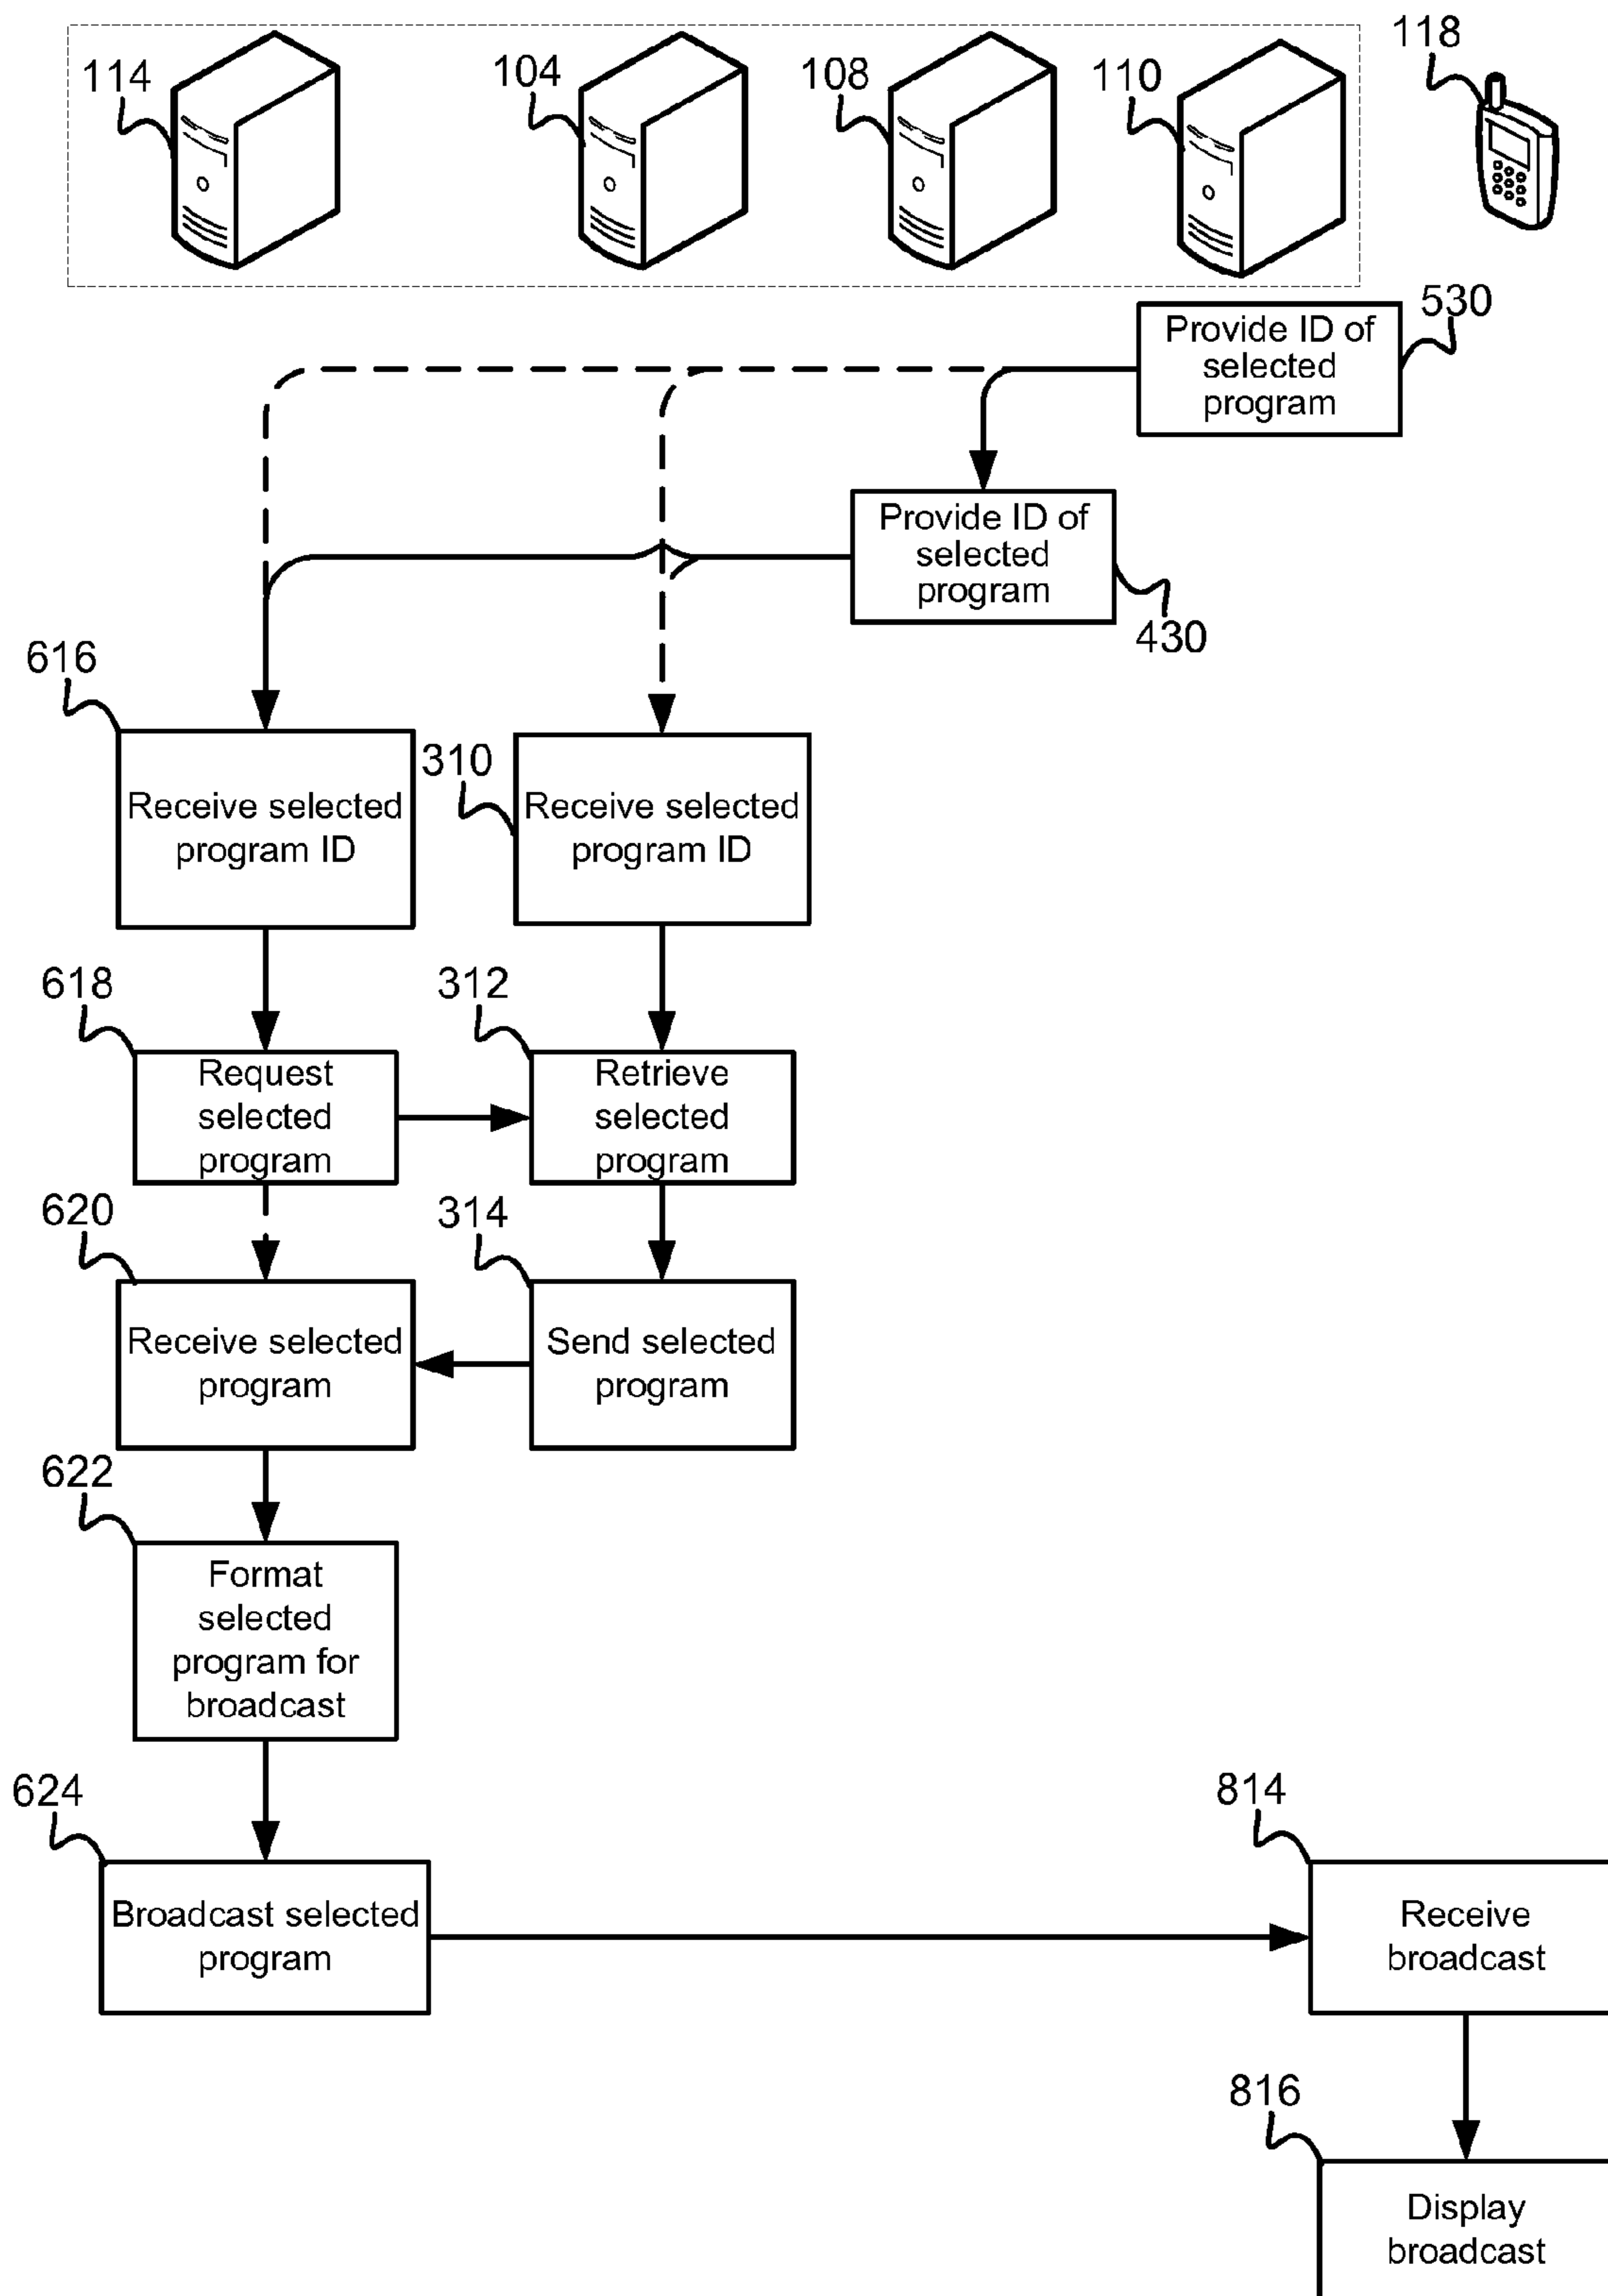 114
104
108
110
118
530
Provide ID of
selected
program
Provide ID of
selected
program
430
616
Receive selected
program ID
310
Receive selected
program ID
618
Request
selected
program
312
Retrieve
selected
program
620
Receive selected
program
314
Send selected
program
622
Format
selected
program for
broadcast
624
Broadcast selected
program
814
Receive
broadcast
816
Display
broadcast